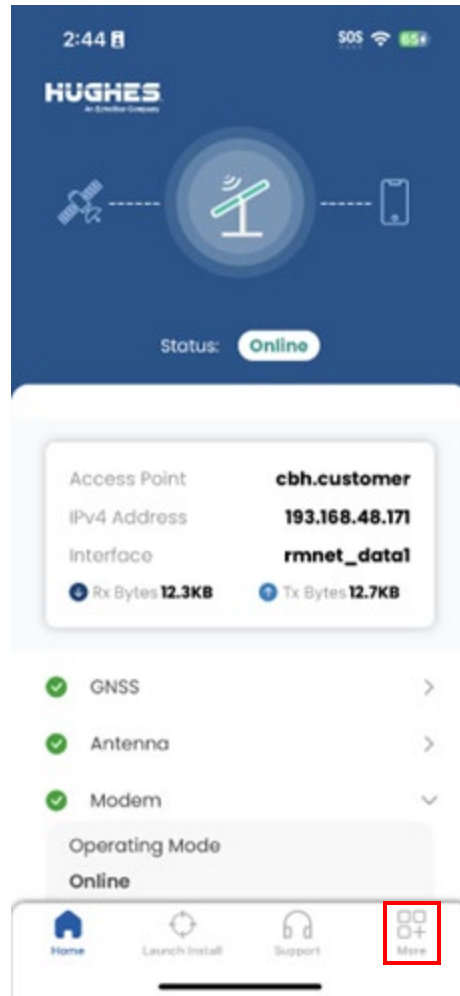 2:44
SOS 65
HUGHES
An EchoStar Company
Status: Online
Access Point cbh.customer
IPv4 Address 193.168.48.171
Interface rmnet_data1
Rx Bytes 12.3KB Tx Bytes 12.7KB
GNSS
Antenna
Modem
Operating Mode
Online
Home Launch Install Support More